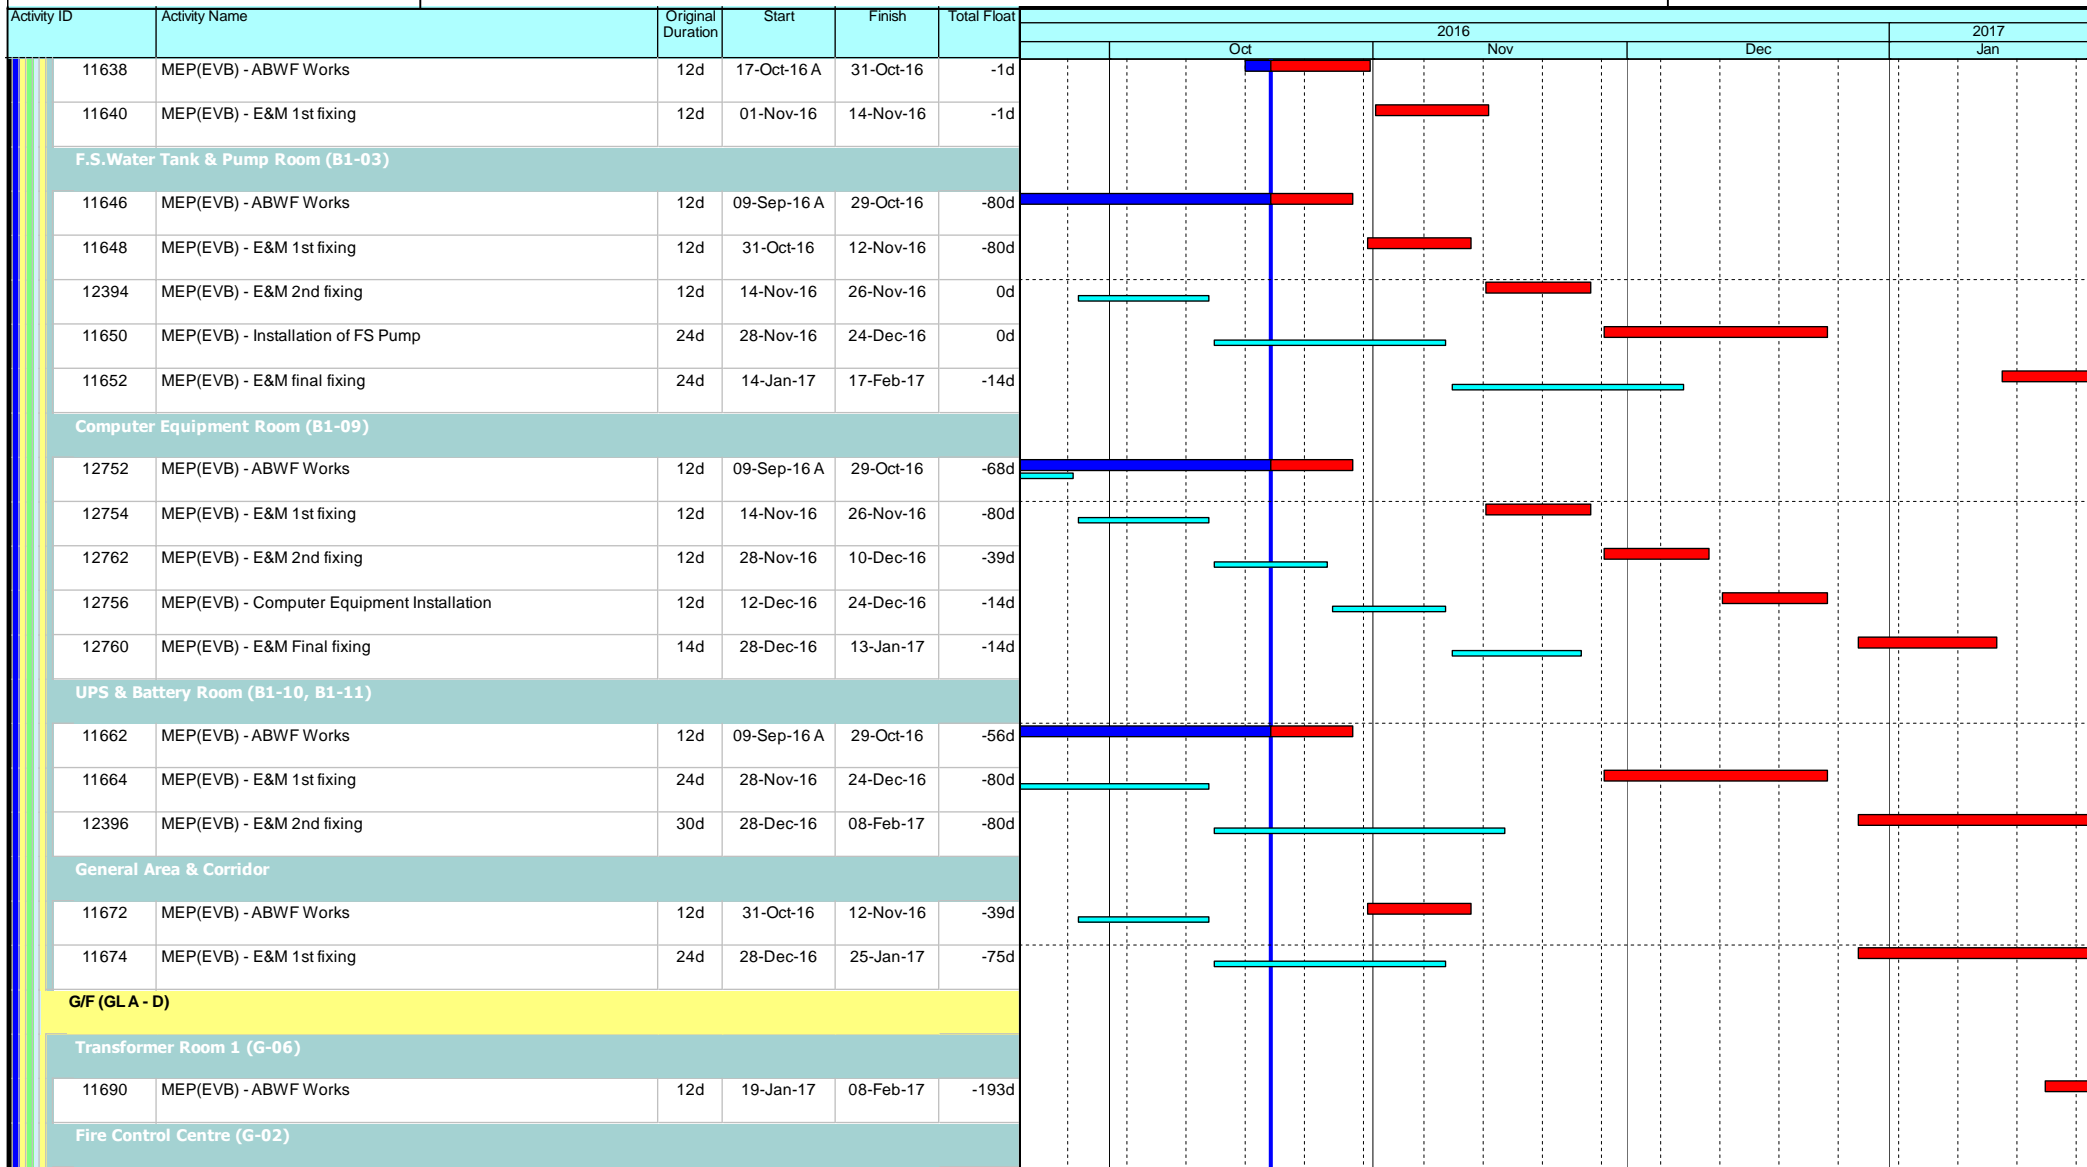 Activity ID Activity Name Original Duration Start Finish Total Float
2016 2017
Oct Nov Dec Jan
11638 MEP(EVB) - ABWF Works 12d 17-Oct-16 A 31-Oct-16 -1d
11640 MEP(EVB) - E&M 1st fixing 12d 01-Nov-16 14-Nov-16 -1d
F.S.Water Tank & Pump Room (B1-03)
11646 MEP(EVB) - ABWF Works 12d 09-Sep-16 A 29-Oct-16 -80d
11648 MEP(EVB) - E&M 1st fixing 12d 31-Oct-16 12-Nov-16 -80d
12394 MEP(EVB) - E&M 2nd fixing 12d 14-Nov-16 26-Nov-16 0d
11650 MEP(EVB) - Installation of FS Pump 24d 28-Nov-16 24-Dec-16 0d
11652 MEP(EVB) - E&M final fixing 24d 14-Jan-17 17-Feb-17 -14d
Computer Equipment Room (B1-09)
12752 MEP(EVB) - ABWF Works 12d 09-Sep-16 A 29-Oct-16 -68d
12754 MEP(EVB) - E&M 1st fixing 12d 14-Nov-16 26-Nov-16 -80d
12762 MEP(EVB) - E&M 2nd fixing 12d 28-Nov-16 10-Dec-16 -39d
12756 MEP(EVB) - Computer Equipment Installation 12d 12-Dec-16 24-Dec-16 -14d
12760 MEP(EVB) - E&M Final fixing 14d 28-Dec-16 13-Jan-17 -14d
UPS & Battery Room (B1-10, B1-11)
11662 MEP(EVB) - ABWF Works 12d 09-Sep-16 A 29-Oct-16 -56d
11664 MEP(EVB) - E&M 1st fixing 24d 28-Nov-16 24-Dec-16 -80d
12396 MEP(EVB) - E&M 2nd fixing 30d 28-Dec-16 08-Feb-17 -80d
General Area & Corridor
11672 MEP(EVB) - ABWF Works 12d 31-Oct-16 12-Nov-16 -39d
11674 MEP(EVB) - E&M 1st fixing 24d 28-Dec-16 25-Jan-17 -75d
G/F (GL A - D)
Transformer Room 1 (G-06)
11690 MEP(EVB) - ABWF Works 12d 19-Jan-17 08-Feb-17 -193d
Fire Control Centre (G-02)